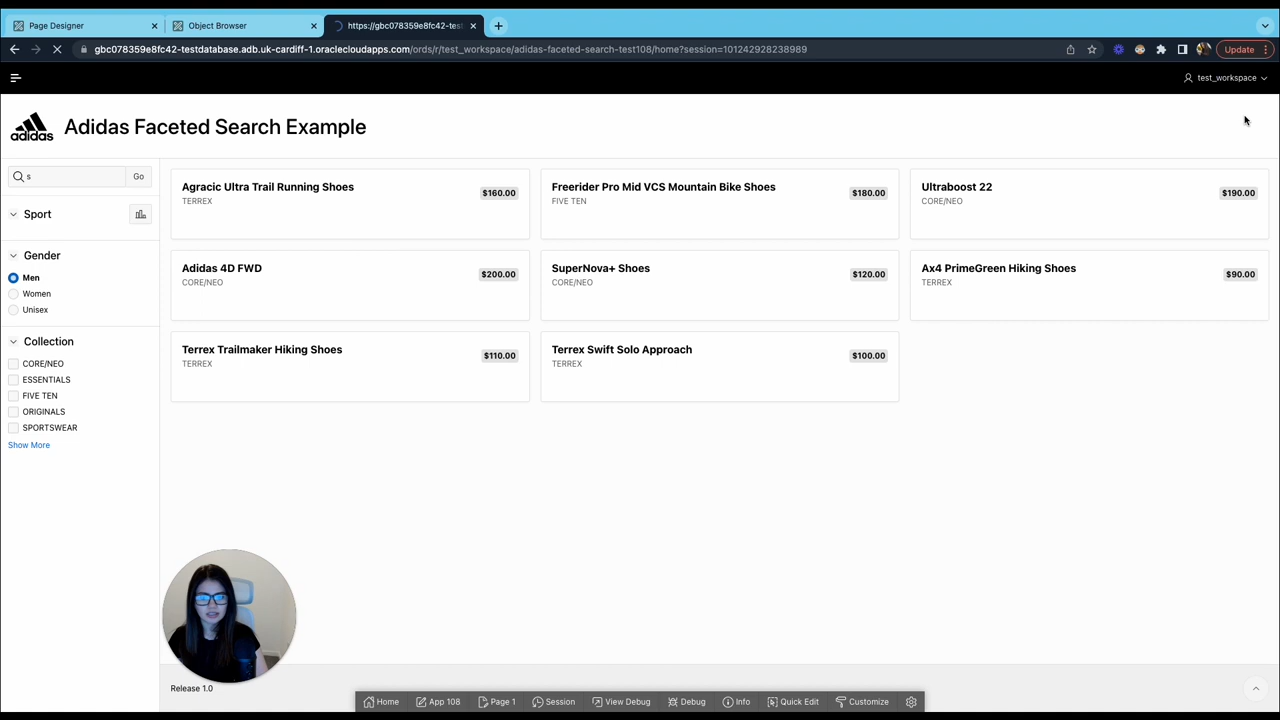 Page Designer
Object Browser
https://gbc078359e8fc42-test
gbc078359e8fc42-testdatabase.adb.uk-cardiff-1.oraclecloudapps.com/ords/r/test_workspace/adidas-faceted-search-test108/home?session=101242928238989
Update
test_workspace
adidas
Adidas Faceted Search Example
s
Go
Sport
Gender
Men
Women
Unisex
Collection
CORE/NEO
ESSENTIALS
FIVE TEN
ORIGINALS
SPORTSWEAR
Show More
Agracic Ultra Trail Running Shoes
TERREX
$160.00
Freerider Pro Mid VCS Mountain Bike Shoes
FIVE TEN
$180.00
Ultraboost 22
CORE/NEO
$190.00
Adidas 4D FWD
CORE/NEO
$200.00
SuperNova+ Shoes
CORE/NEO
$120.00
Ax4 PrimeGreen Hiking Shoes
TERREX
$90.00
Terrex Trailmaker Hiking Shoes
TERREX
$110.00
Terrex Swift Solo Approach
TERREX
$100.00
Release 1.0
Home
App 108
Page 1
Session
View Debug
Debug
Info
Quick Edit
Customize